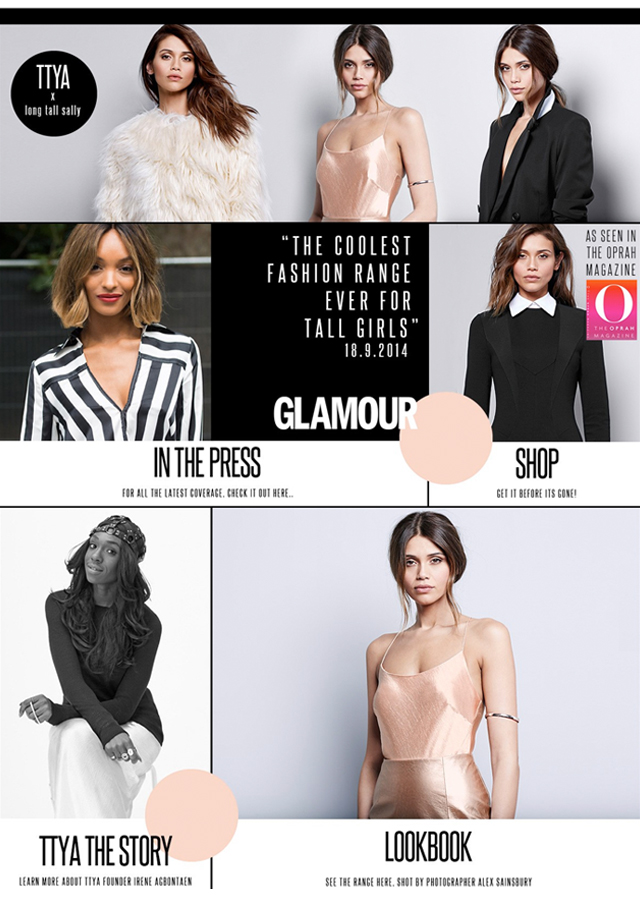 TTYA
x
long tall sally
"THE COOLEST
FASHION RANGE
EVER FOR
TALL GIRLS"
18.9.2014
GLAMOUR
AS SEEN IN
THE OPRAH
MAGAZINE
O
THE OPRAH
MAGAZINE
IN THE PRESS
FOR ALL THE LATEST COVERAGE, CHECK IT OUT HERE..
SHOP
GET IT BEFORE ITS GONE!
TTYA THE STORY
LEARN MORE ABOUT TTYA FOUNDER IRENE AGBONTAEN
LOOKBOOK
SEE THE RANGE HERE. SHOT BY PHOTOGRAPHER ALEX SAINSBURY